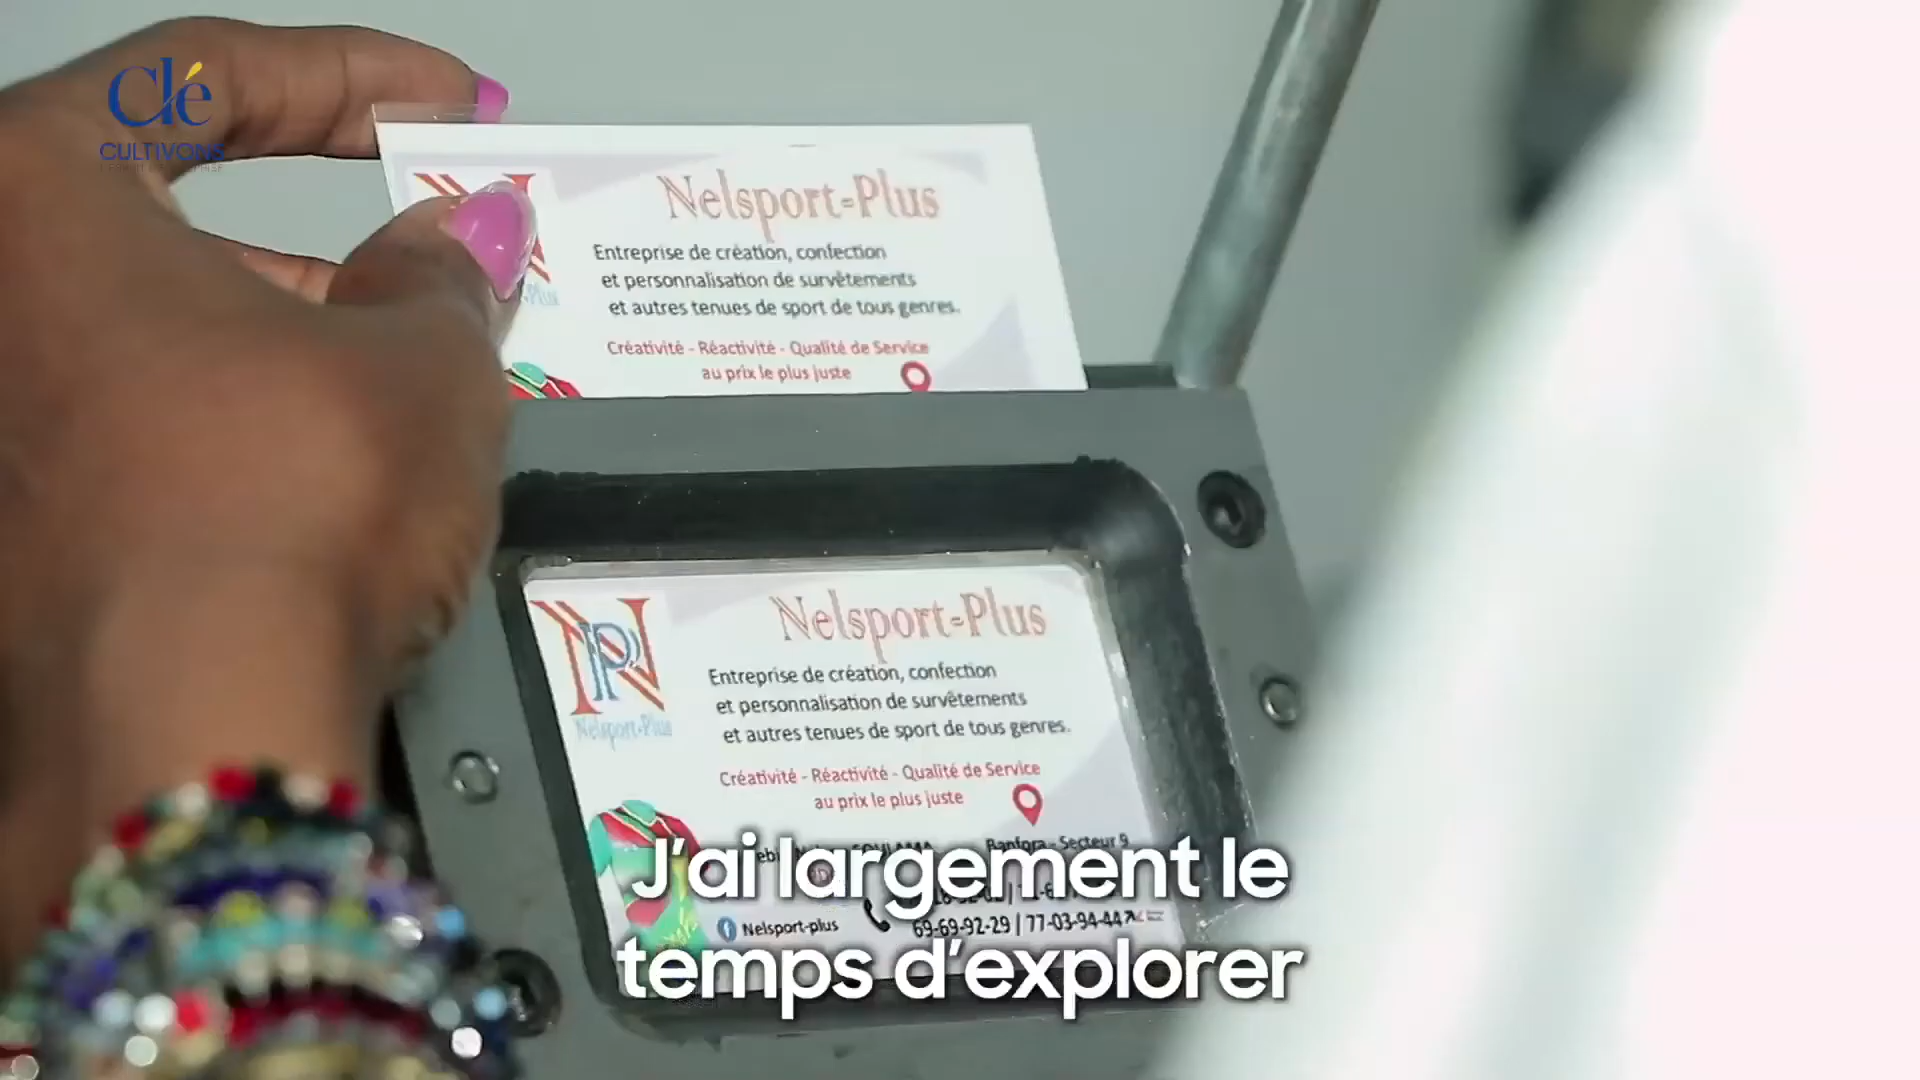 Clé
CULTIVONS
Nelsport-Plus
Entreprise de création, confection
et personnalisation de survêtements
et autres tenues de sport de tous genres.
Créativité - Réactivité - Qualité de Service
au prix le plus juste
-Plus
NPN
Nelsport-Plus
Nelsport-Plus
Entreprise de création, confection
et personnalisation de survêtements
et autres tenues de sport de tous genres.
Créativité - Réactivité - Qualité de Service
au prix le plus juste
Banfora - Secteur 9
Nelsport-plus
69-69-92-29 | 77-03-94-44
J'ai largement le
temps d'explorer